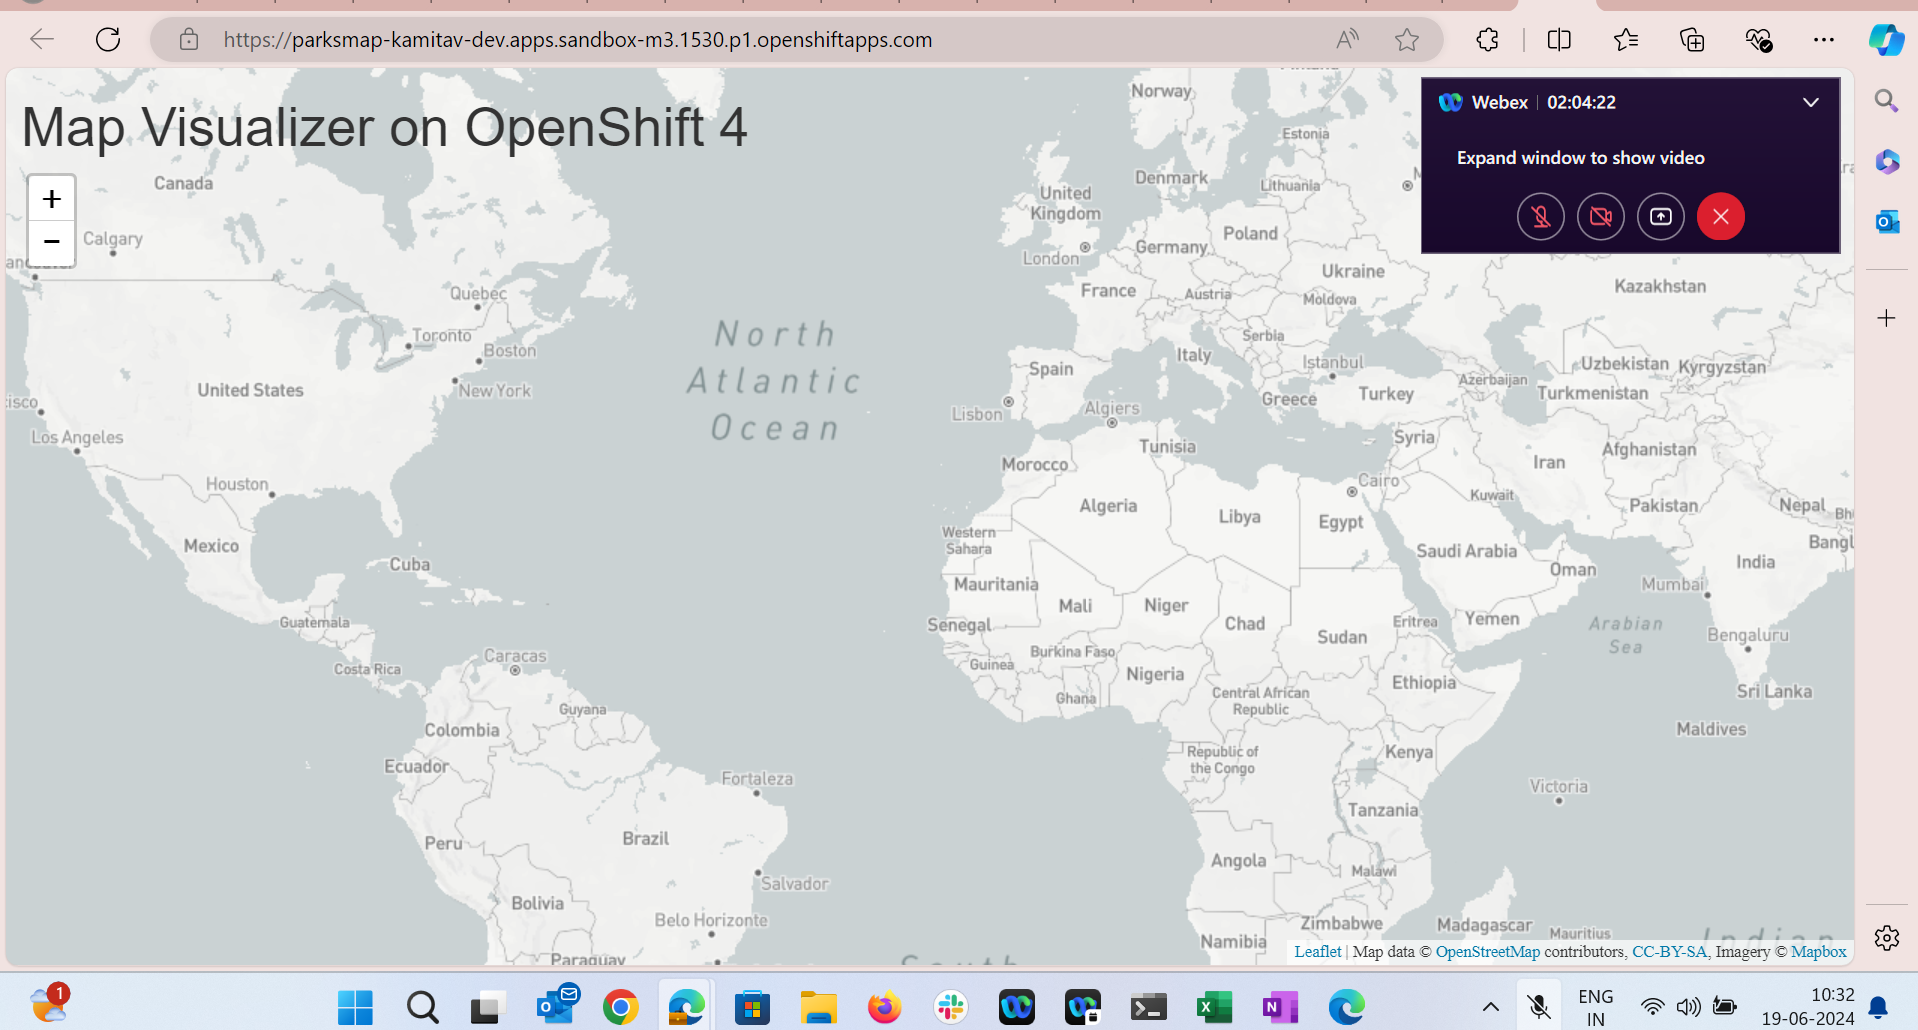 https://parksmap-kamitav-dev.apps.sandbox-m3.1530.p1.openshiftapps.com
Map Visualizer on OpenShift 4
Webex 02:04:22
Expand window to show video
+
−
Norway
Estonia
Denmark
Lithuania
Canada
United
Kingdom
Calgary
Poland
Germany
London
Ukraine
Kazakhstan
France
Austria
Moldova
Quebec
Toronto
Boston
North
Atlantic
Ocean
Serbia
Italy
Istanbul
Spain
Uzbekistan
Kyrgyzstan
Azerbaijan
Turkmenistan
Turkey
Greece
United States
New York
isco
Lisbon
Algiers
Los Angeles
Tunisia
Syria
Afghanistan
Morocco
Iran
Houston
Cairo
Kuwait
Algeria
Libya
Egypt
Pakistan
Nepal
Bh
Western
Sahara
Mexico
Saudi Arabia
Bangl
India
Cuba
Oman
Mauritania
Mumbai
Mali
Niger
Chad
Senegal
Guatemala
Eritrea
Yemen
Arabian
Sea
Sudan
Bengaluru
Burkina Faso
Caracas
Costa Rica
Guinea
Nigeria
Ethiopia
Ghana
Central African
Republic
Sri Lanka
Guyana
Colombia
Maldives
Ecuador
Republic of
the Congo
Kenya
Fortaleza
Victoria
Tanzania
Peru
Brazil
Angola
Malawi
Salvador
Bolivia
Belo Horizonte
Zimbabwe
Madagascar
Mauritius
Namibia
Indian
Paraguay
South
Leaflet | Map data © OpenStreetMap contributors, CC-BY-SA, Imagery © Mapbox
1
ENG
IN
10:32
19-06-2024